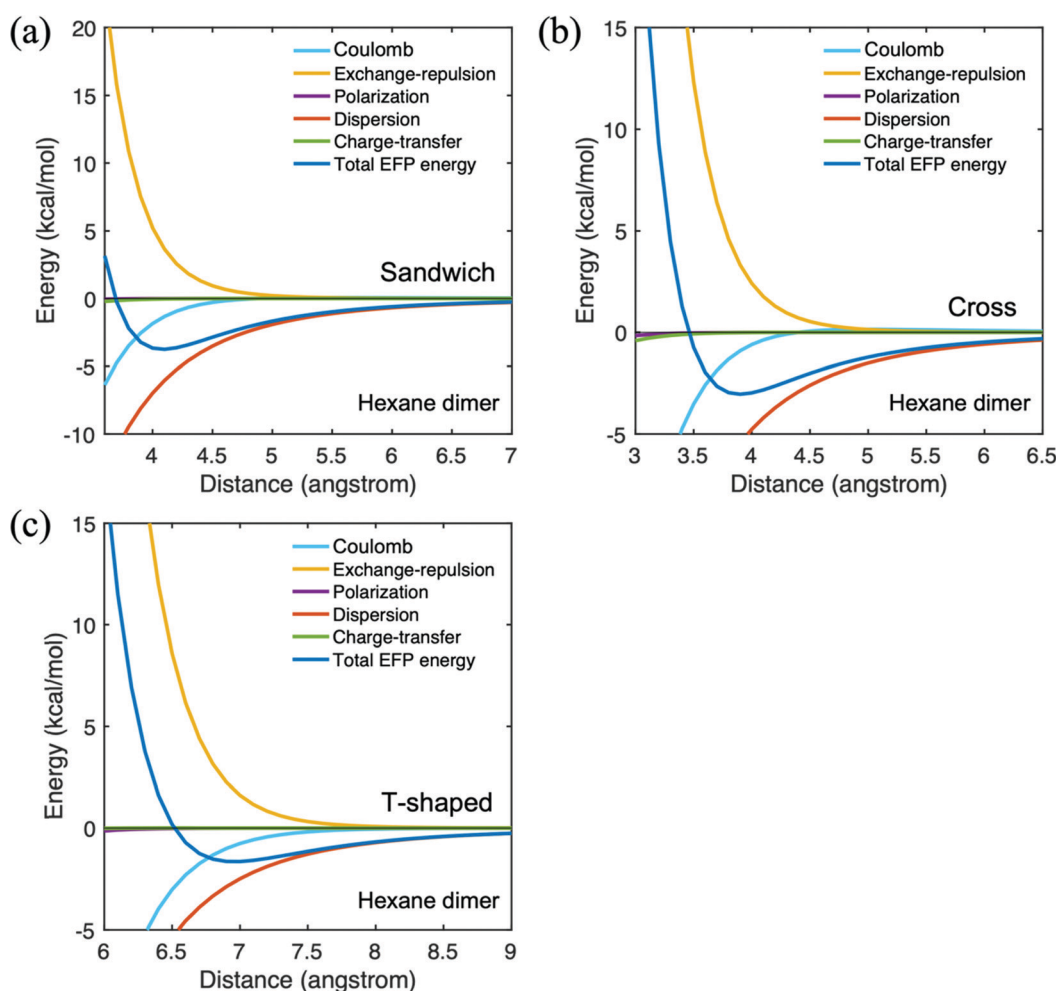 (a)
20
15
10
5
0
-5
-10
Energy (kcal/mol)
Coulomb
Exchange-repulsion
Polarization
Dispersion
Charge-transfer
Total EFP energy
Sandwich
Hexane dimer
4 4.5 5 5.5 6 6.5 7
Distance (angstrom)
(b)
15
10
5
0
-5
Energy (kcal/mol)
Coulomb
Exchange-repulsion
Polarization
Dispersion
Charge-transfer
Total EFP energy
Cross
Hexane dimer
3 3.5 4 4.5 5 5.5 6 6.5
Distance (angstrom)
(c)
15
10
5
0
-5
Energy (kcal/mol)
Coulomb
Exchange-repulsion
Polarization
Dispersion
Charge-transfer
Total EFP energy
T-shaped
Hexane dimer
6 6.5 7 7.5 8 8.5 9
Distance (angstrom)